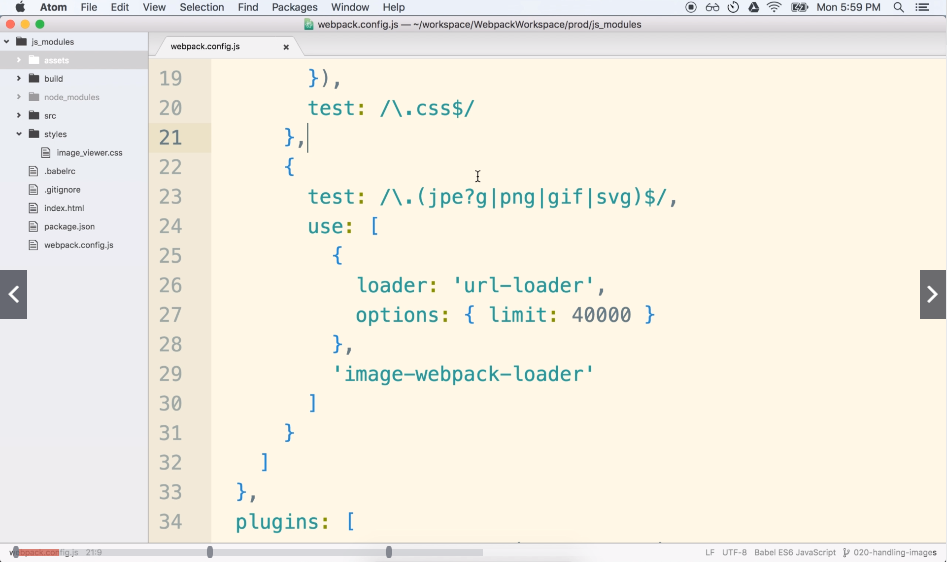 Atom File Edit View Selection Find Packages Window Help Mon 5:59 PM
webpack.config.js — ~/workspace/WebpackWorkspace/prod/js_modules
js_modules
assets
build
node_modules
src
styles
image_viewer.css
.babelrc
.gitignore
index.html
package.json
webpack.config.js
webpack.config.js
19 }),
20 test: /\.css$/
21 },
22 {
23 test: /\.(jpe?g|png|gif|svg)$/,
24 use: [
25 {
26 loader: 'url-loader',
27 options: { limit: 40000 }
28 },
29 'image-webpack-loader'
30 ]
31 }
32 ]
33 },
34 plugins: [
webpack.config.js 21:9 LF UTF-8 Babel ES6 JavaScript 020-handling-images